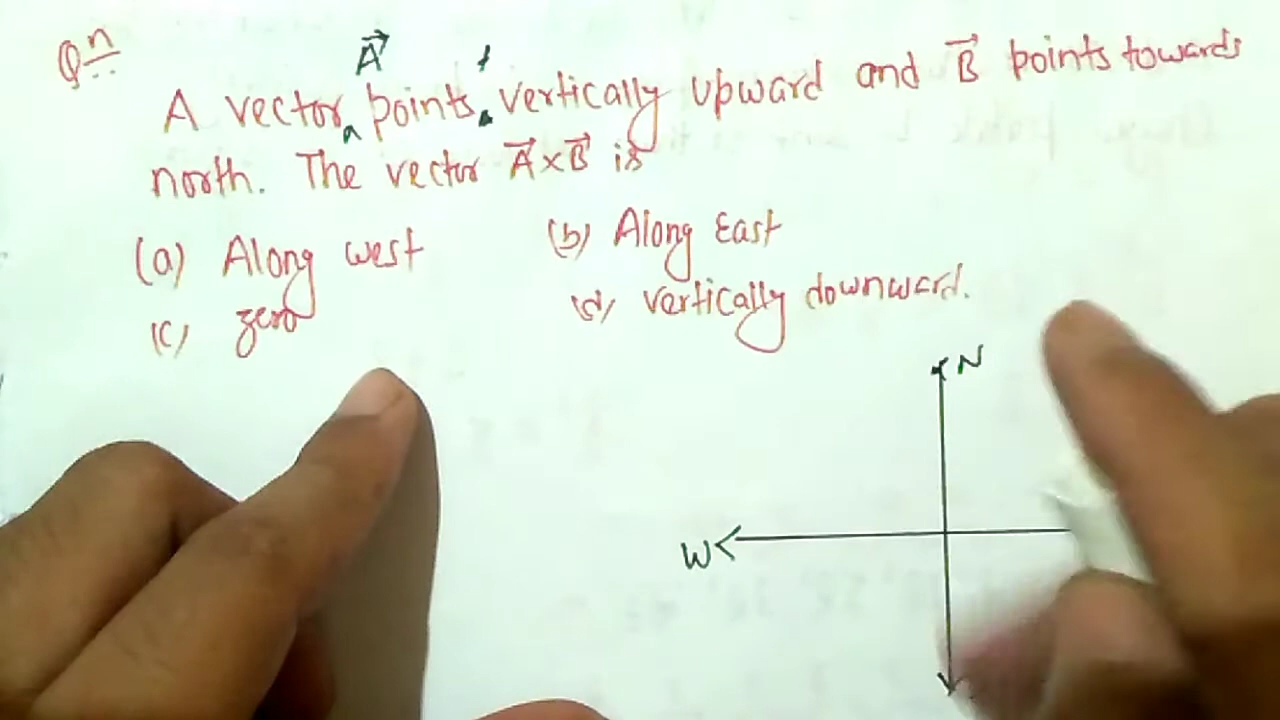 Qn
A vector A points vertically upward and B points towards
north. The vector A×B is
(a) Along west
(b) Along East
(c) zero
(d) vertically downward.
N
W